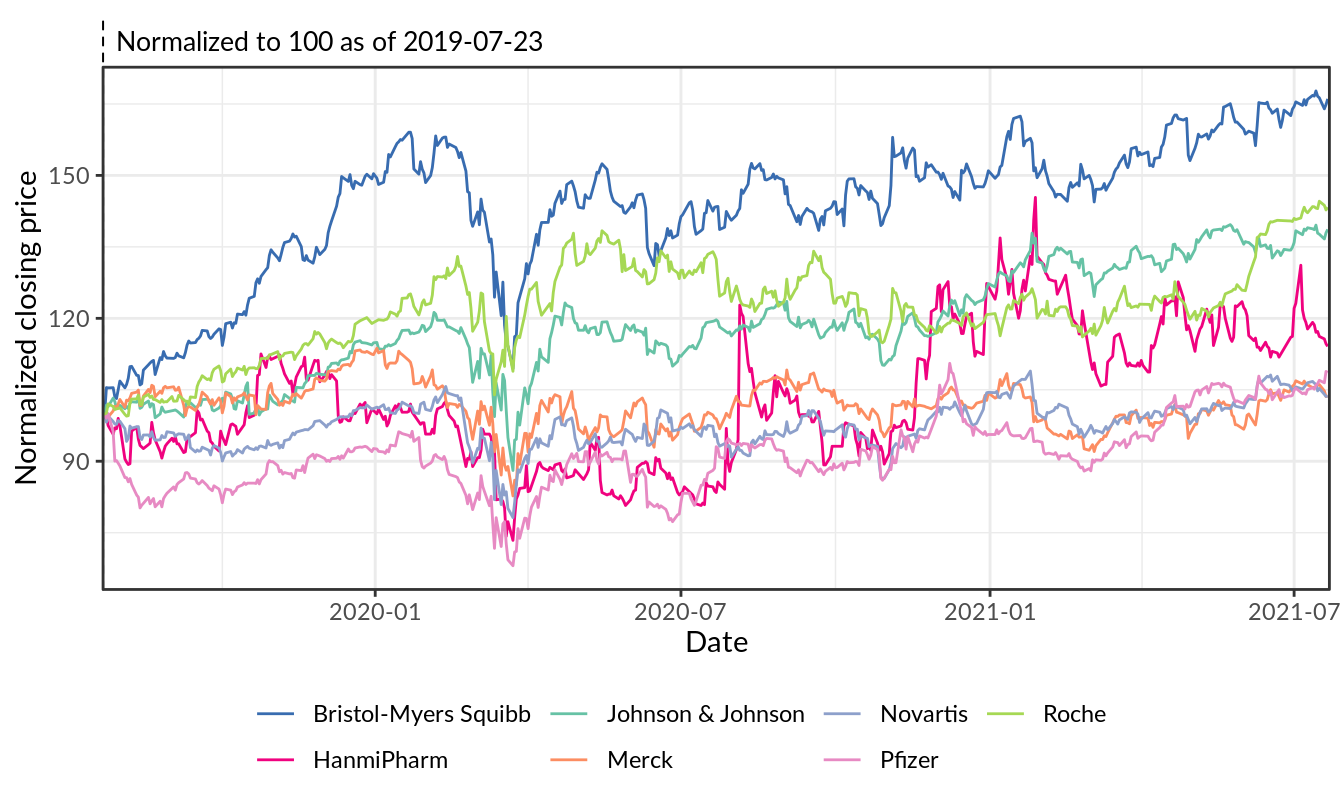 Normalized to 100 as of 2019-07-23
Normalized closing price
150
120
90
2020-01
2020-07
2021-01
2021-07
Date
Bristol-Myers Squibb
Johnson & Johnson
Novartis
Roche
HanmiPharm
Merck
Pfizer